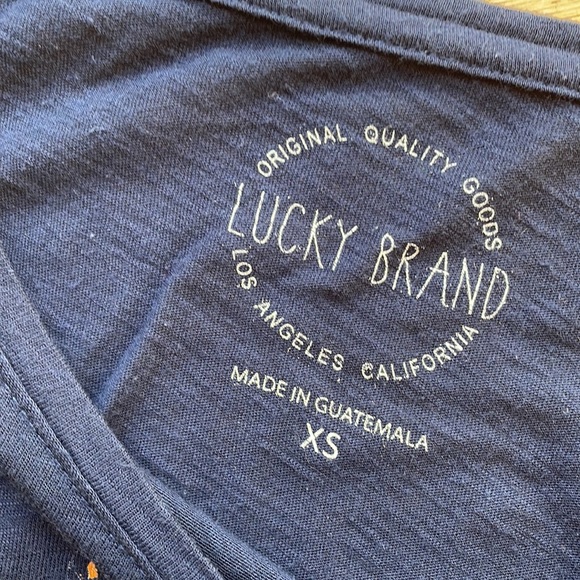 ORIGINAL QUALITY GOODS
LUCKY BRAND
LOS ANGELES CALIFORNIA
MADE IN GUATEMALA
XS